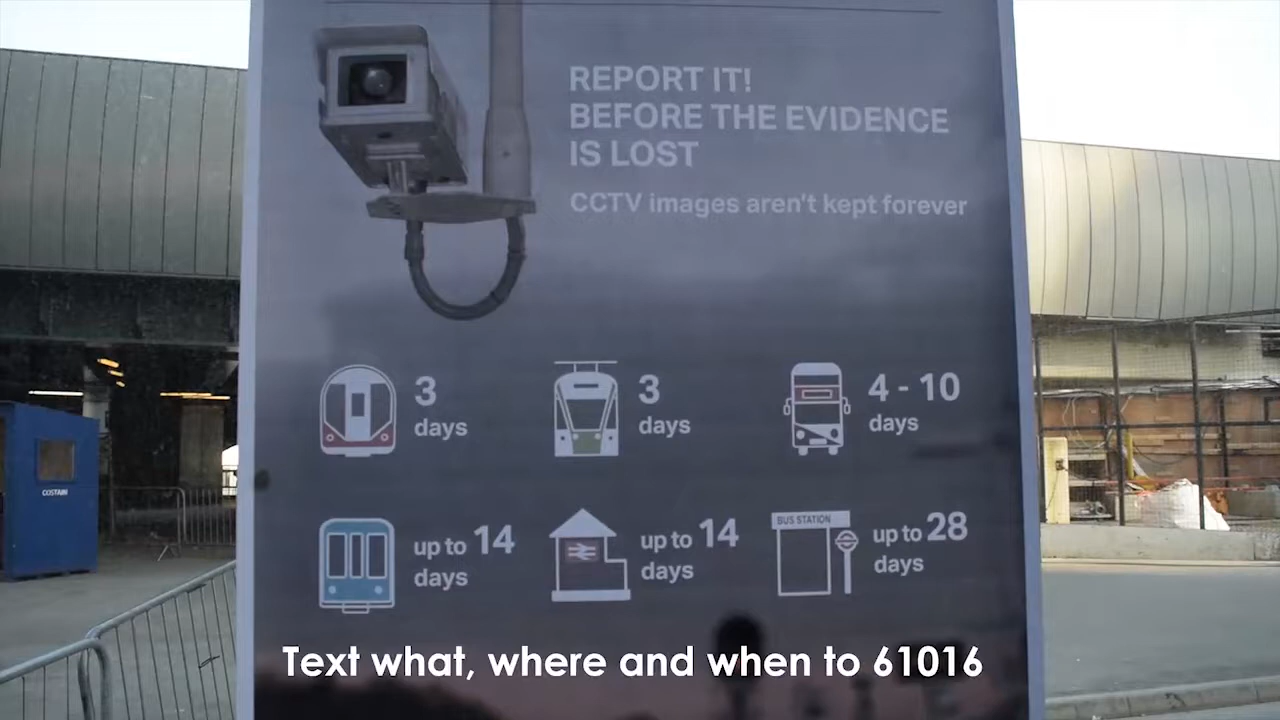 REPORT IT!
BEFORE THE EVIDENCE
IS LOST
CCTV images aren't kept forever
3
days
3
days
4 - 10
days
up to 14
days
up to 14
days
BUS STATION
up to 28
days
COSTAIN
Text what, where and when to 61016